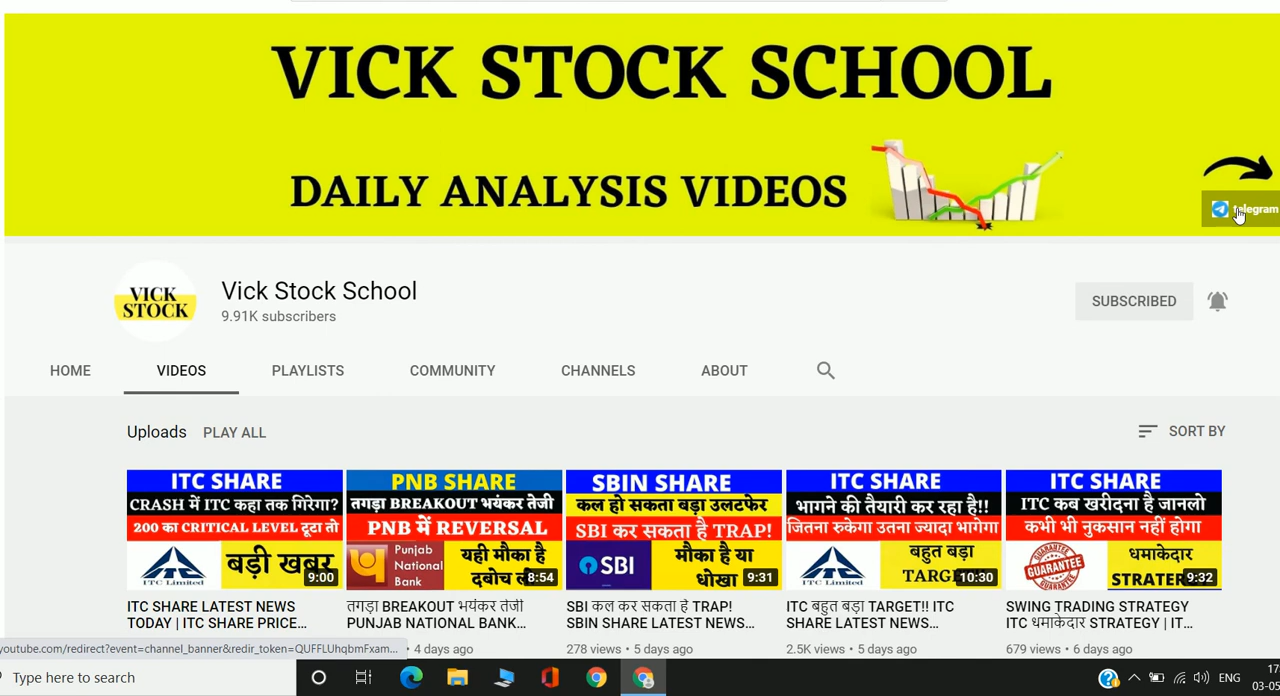 VICK STOCK SCHOOL
DAILY ANALYSIS VIDEOS
telegram
VICK
STOCK
Vick Stock School
9.91K subscribers
SUBSCRIBED
HOME VIDEOS PLAYLISTS COMMUNITY CHANNELS ABOUT
Uploads PLAY ALL
SORT BY
ITC SHARE
CRASH में ITC कहा तक गिरेगा?
200 का CRITICAL LEVEL टूटा तो
ITC Limited
बड़ी खबर
9:00
ITC SHARE LATEST NEWS
TODAY | ITC SHARE PRICE...
PNB SHARE
तगड़ा BREAKOUT भयंकर तेजी
PNB में REVERSAL
Punjab
National
Bank
यही मौका है
8:54
तगड़ा BREAKOUT भयंकर तेजी
PUNJAB NATIONAL BANK...
• 4 days ago
SBIN SHARE
कल हो सकता बड़ा उलटफेर
SBI कर सकता है TRAP!
SBI
मौका है या
धोखा
9:31
SBI कल कर सकता है TRAP!
SBIN SHARE LATEST NEWS...
278 views • 5 days ago
ITC SHARE
भागने की तैयारी कर रहा है!!
जितना रुकेगा उतना ज्यादा भागेगा
ITC Limited
बहुत बड़ा
10:30
ITC बहुत बड़ा TARGET!! ITC
SHARE LATEST NEWS...
2.5K views • 5 days ago
ITC SHARE
ITC कब खरीदना है जानलो
कभी भी नुकसान नहीं होगा
GUARANTEE
धमाकेदार
9:32
SWING TRADING STRATEGY
ITC धमाकेदार STRATEGY | IT...
679 views • 6 days ago
youtube.com/redirect?event=channel_banner&redir_token=QUFFLUhqbmFxam...
Type here to search
ENG
17
03-05